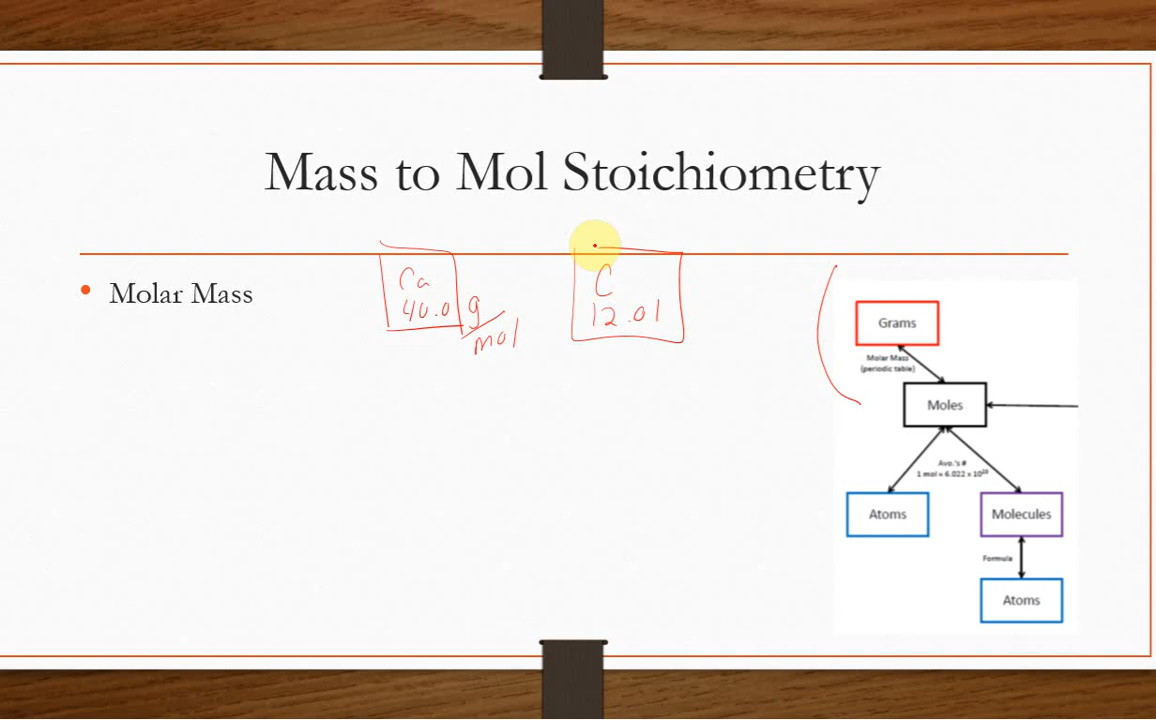 Mass to Mol Stoichiometry
• Molar Mass
Ca
40.0 g/mol
C
12.01
Grams
Molar Mass
(periodic table)
Moles
Avo.'s #
1 mol = 6.022 x 10²³
Atoms
Molecules
Formula
Atoms